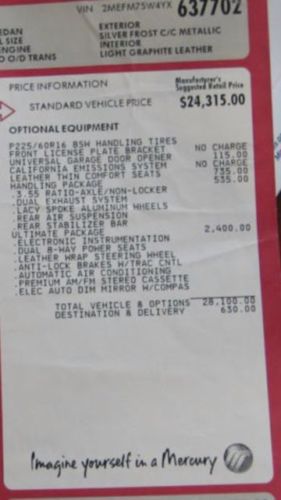 VIN 2MEFM75W4YX 637702
EDAN
L SIZE
ENGINE
D O/D TRANS
EXTERIOR
SILVER FROST C/C METALLIC
INTERIOR
LIGHT GRAPHITE LEATHER
PRICE INFORMATION
Manufacturer's
Suggested Retail Price
STANDARD VEHICLE PRICE $24,315.00
OPTIONAL EQUIPMENT
P225/60R16 BSW HANDLING TIRES
FRONT LICENSE PLATE BRACKET NO CHARGE
UNIVERSAL GARAGE DOOR OPENER 115.00
CALIFORNIA EMISSIONS SYSTEM NO CHARGE
LEATHER TWIN COMFORT SEATS 735.00
HANDLING PACKAGE 535.00
.3.55 RATIO-AXLE/NON-LOCKER
.DUAL EXHAUST SYSTEM
.LACY SPOKE ALUMINUM WHEELS
.REAR AIR SUSPENSION
.REAR STABILIZER BAR
ULTIMATE PACKAGE 2,400.00
.ELECTRONIC INSTRUMENTATION
.DUAL 8-WAY POWER SEATS
.LEATHER WRAP STEERING WHEEL
.ANTI-LOCK BRAKES W/TRAC CNTL
.AUTOMATIC AIR CONDITIONING
.PREMIUM AM/FM STEREO CASSETTE
.ELEC AUTO DIM MIRROR W/COMPAS
TOTAL VEHICLE & OPTIONS 28,100.00
DESTINATION & DELIVERY 630.00
Imagine yourself in a Mercury